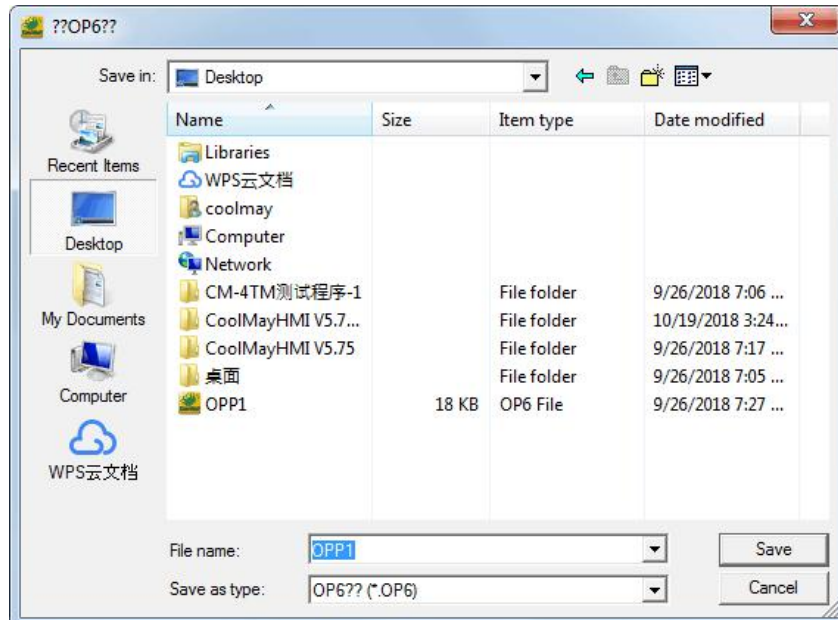 ??OP6??
Save in: Desktop
Name Size Item type Date modified
Recent Items
Desktop
My Documents
Computer
WPS云文档
Libraries
WPS云文档
coolmay
Computer
Network
CM-4TM测试程序-1 File folder 9/26/2018 7:06 ...
CoolMayHMI V5.7... File folder 10/19/2018 3:24...
CoolMayHMI V5.75 File folder 9/26/2018 7:17 ...
桌面 File folder 9/26/2018 7:05 ...
OPP1 18 KB OP6 File 9/26/2018 7:27 ...
File name: OPP1 Save
Save as type: OP6?? (*.OP6) Cancel